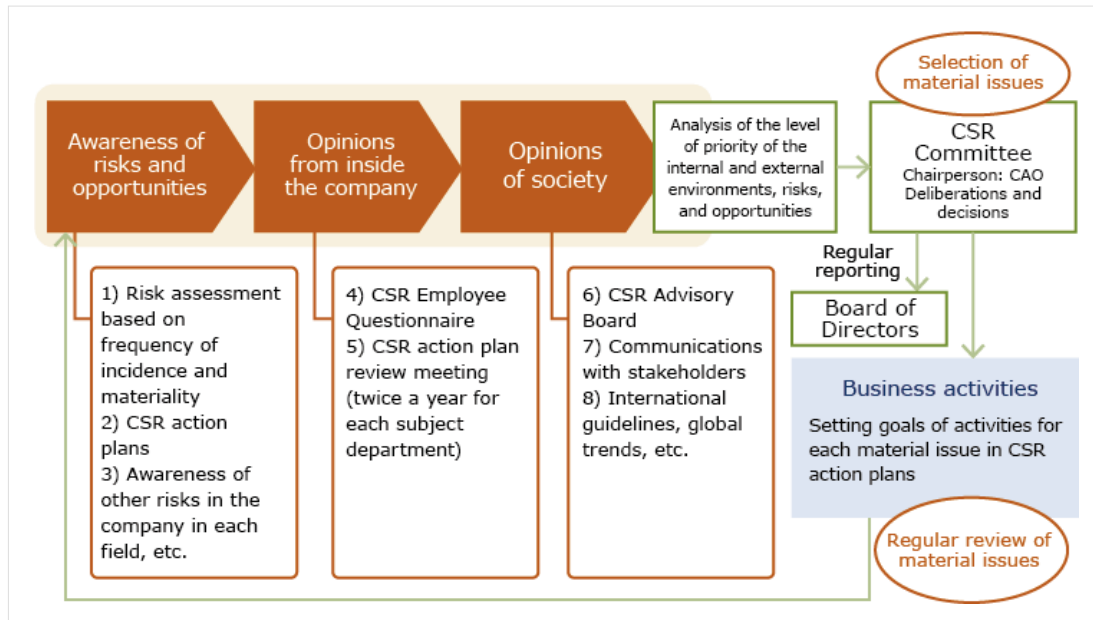 Selection of
material issues
Awareness of
risks and
opportunities
Opinions
from inside
the company
Opinions
of society
Analysis of the level
of priority of the
internal and external
environments, risks,
and opportunities
CSR
Committee
Chairperson: CAO
Deliberations and
decisions
Regular
reporting
Board of
Directors
1) Risk assessment
based on
frequency of
incidence and
materiality
2) CSR action
plans
3) Awareness of
other risks in the
company in each
field, etc.
4) CSR Employee
Questionnaire
5) CSR action plan
review meeting
(twice a year for
each subject
department)
6) CSR Advisory
Board
7) Communications
with stakeholders
8) International
guidelines, global
trends, etc.
Business activities
Setting goals of activities for
each material issue in CSR
action plans
Regular review of
material issues